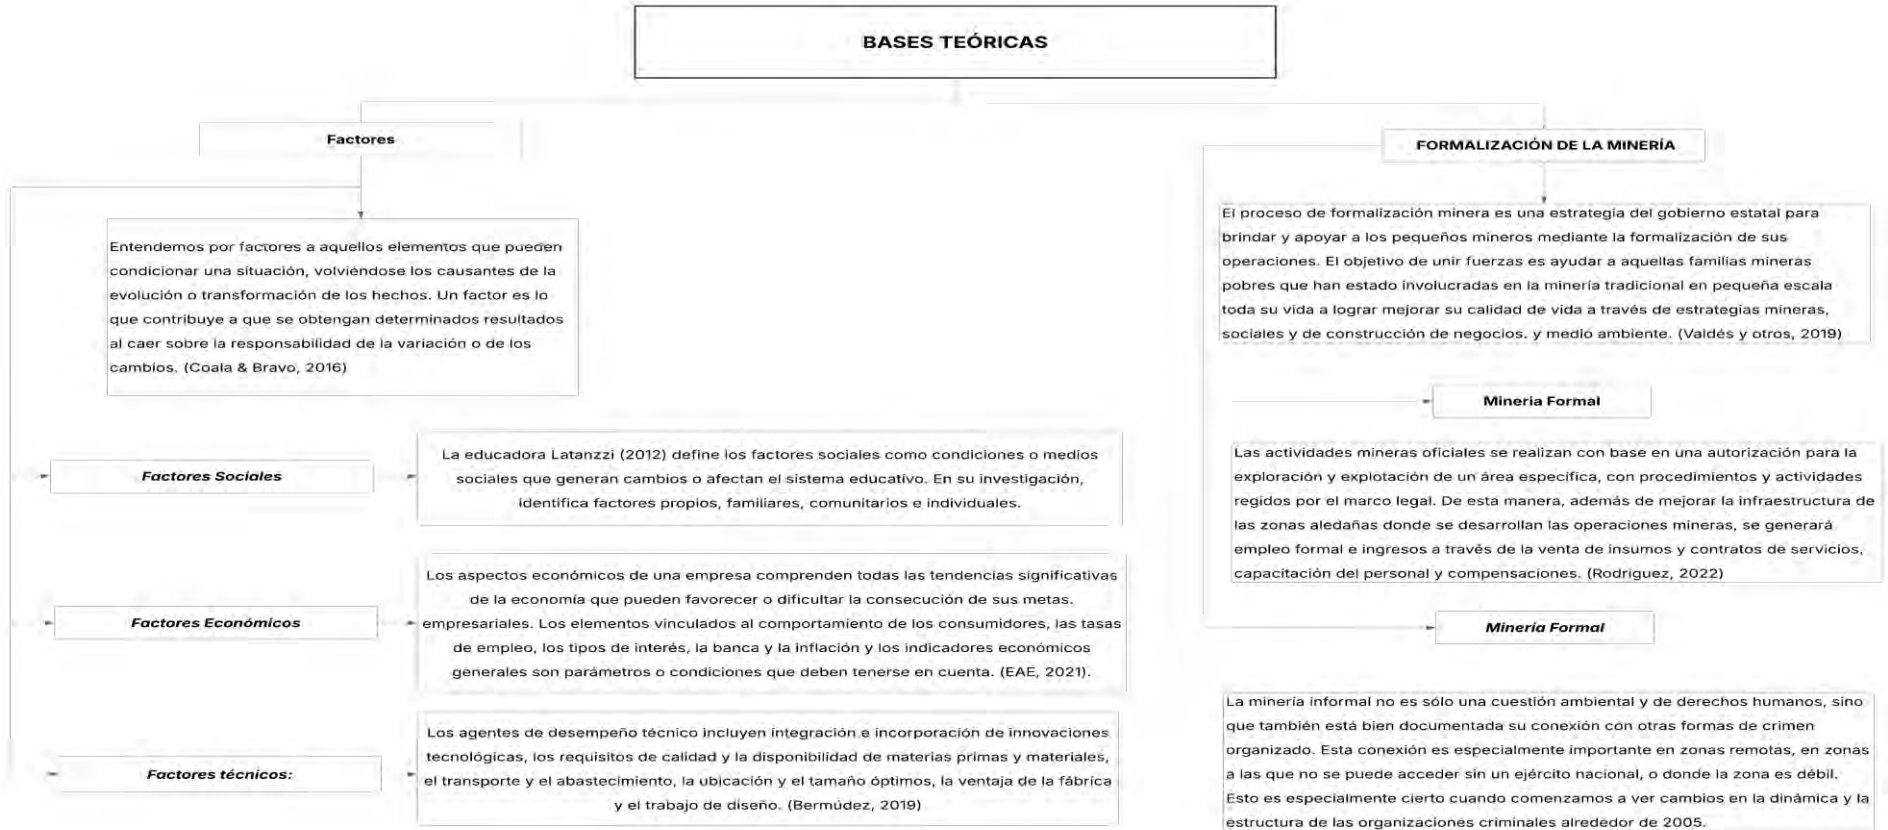 BASES TEÓRICAS
Factores
Entendemos por factores a aquellos elementos que pueden
condicionar una situación, volviéndose los causantes de la
evolución o transformación de los hechos. Un factor es lo
que contribuye a que se obtengan determinados resultados
al caer sobre la responsabilidad de la variación o de los
cambios. (Coala & Bravo, 2016)
Factores Sociales
La educadora Latanzzi (2012) define los factores sociales como condiciones o medios
sociales que generan cambios o afectan el sistema educativo. En su investigación,
identifica factores propios, familiares, comunitarios e individuales.
Factores Económicos
Los aspectos económicos de una empresa comprenden todas las tendencias significativas
de la economía que pueden favorecer o dificultar la consecución de sus metas.
empresariales. Los elementos vinculados al comportamiento de los consumidores, las tasas
de empleo, los tipos de interés, la banca y la inflación y los indicadores económicos
generales son parámetros o condiciones que deben tenerse en cuenta. (EAE, 2021).
Factores técnicos:
Los agentes de desempeño técnico incluyen integración e incorporación de innovaciones
tecnológicas, los requisitos de calidad y la disponibilidad de materias primas y materiales,
el transporte y el abastecimiento, la ubicación y el tamaño óptimos, la ventaja de la fábrica
y el trabajo de diseño. (Bermúdez, 2019)
FORMALIZACIÓN DE LA MINERÍA
El proceso de formalización minera es una estrategia del gobierno estatal para
brindar y apoyar a los pequeños mineros mediante la formalización de sus
operaciones. El objetivo de unir fuerzas es ayudar a aquellas familias mineras
pobres que han estado involucradas en la minería tradicional en pequeña escala
toda su vida a lograr mejorar su calidad de vida a través de estrategias mineras,
sociales y de construcción de negocios. y medio ambiente. (Valdés y otros, 2019)
Mineria Formal
Las actividades mineras oficiales se realizan con base en una autorización para la
exploración y explotación de un área específica, con procedimientos y actividades
regidos por el marco legal. De esta manera, además de mejorar la infraestructura de
las zonas aledañas donde se desarrollan las operaciones mineras, se generará
empleo formal e ingresos a través de la venta de insumos y contratos de servicios,
capacitación del personal y compensaciones. (Rodriguez, 2022)
Minería Formal
La minería informal no es sólo una cuestión ambiental y de derechos humanos, sino
que también está bien documentada su conexión con otras formas de crimen
organizado. Esta conexión es especialmente importante en zonas remotas, en zonas
a las que no se puede acceder sin un ejército nacional, o donde la zona es débil.
Esto es especialmente cierto cuando comenzamos a ver cambios en la dinámica y la
estructura de las organizaciones criminales alrededor de 2005.